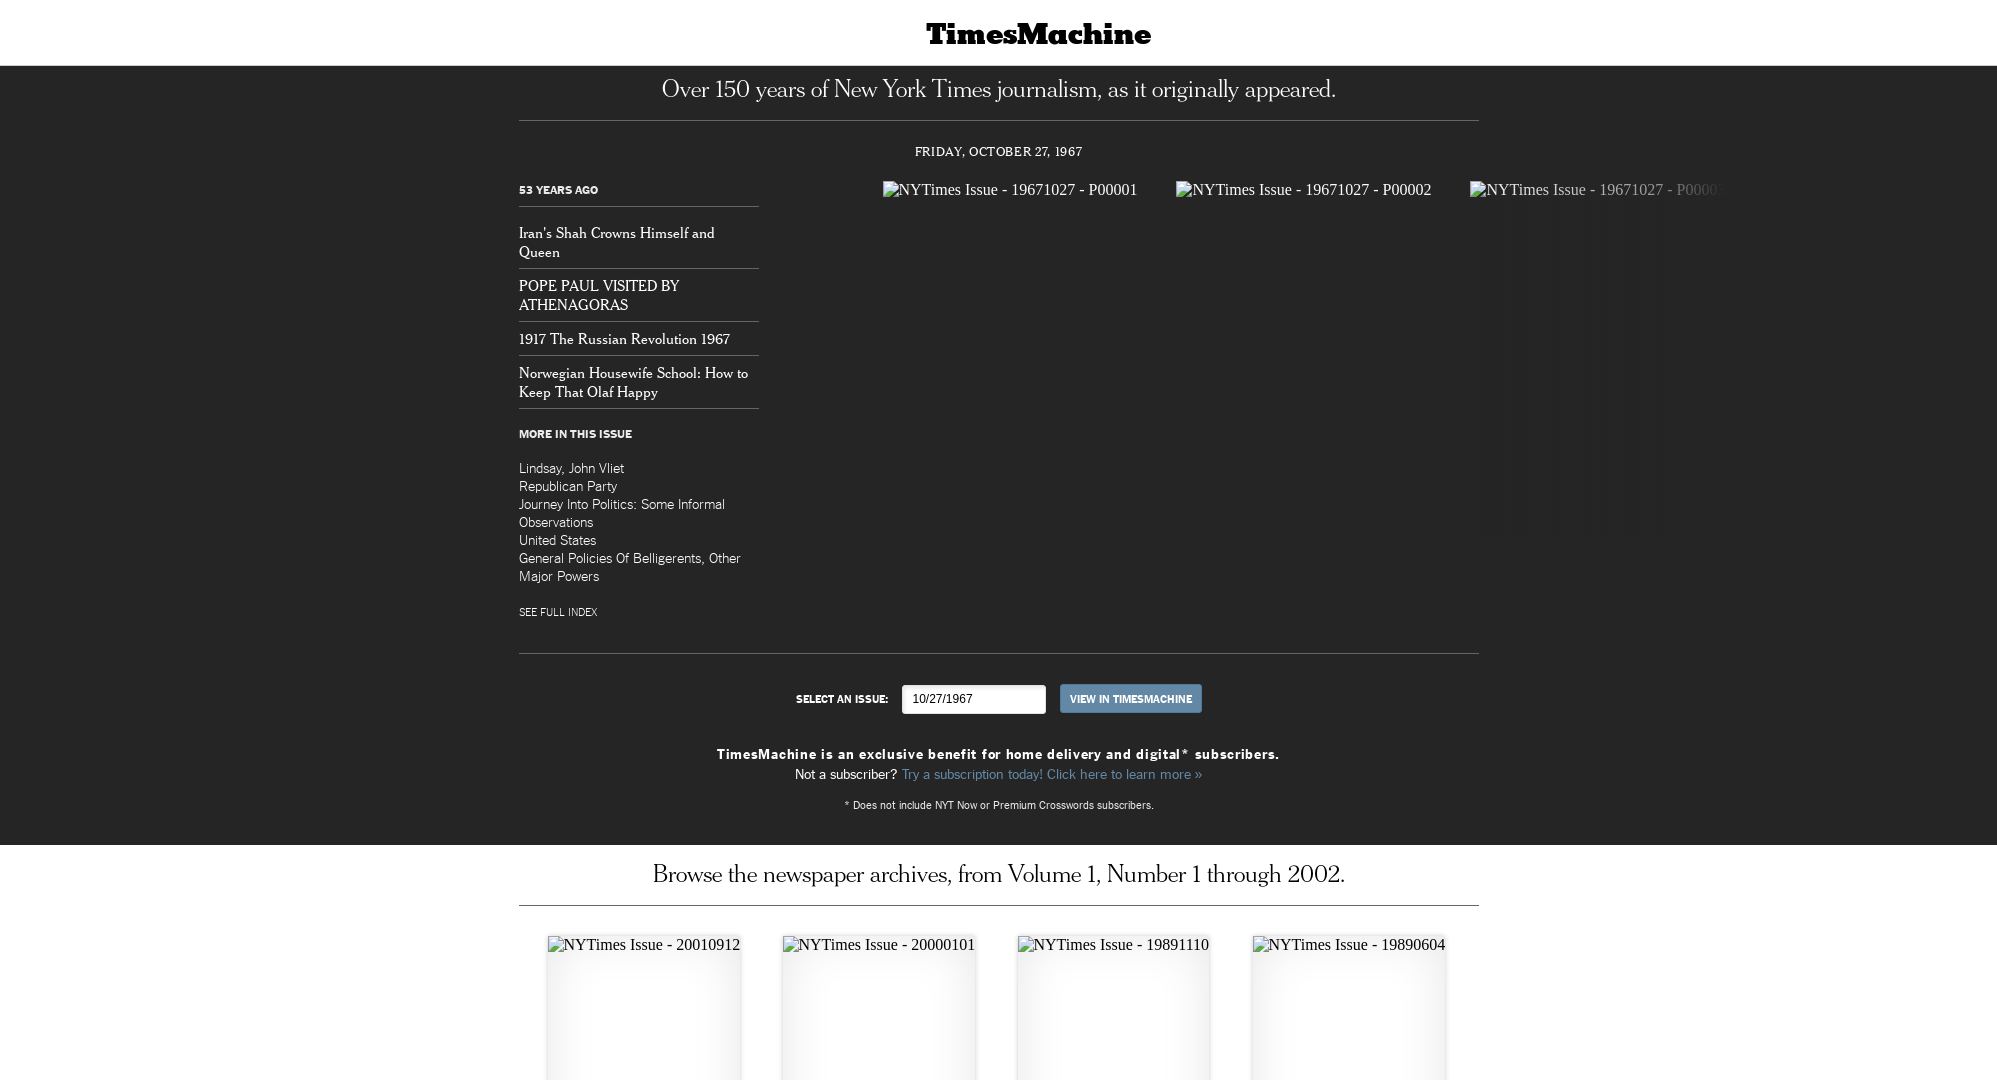 TimesMachine
Over 150 years of New York Times journalism, as it originally appeared.
FRIDAY, OCTOBER 27, 1967
53 YEARS AGO
Iran's Shah Crowns Himself and
Queen
POPE PAUL VISITED BY
ATHENAGORAS
1917 The Russian Revolution 1967
Norwegian Housewife School: How to
Keep That Olaf Happy
MORE IN THIS ISSUE
Lindsay, John Vliet
Republican Party
Journey Into Politics: Some Informal
Observations
United States
General Policies Of Belligerents, Other
Major Powers
SEE FULL INDEX
NYTimes Issue - 19671027 - P00001
NYTimes Issue - 19671027 - P00002
NYTimes Issue - 19671027 - P00003
SELECT AN ISSUE:
10/27/1967
VIEW IN TIMESMACHINE
TimesMachine is an exclusive benefit for home delivery and digital* subscribers.
Not a subscriber? Try a subscription today! Click here to learn more »
* Does not include NYT Now or Premium Crosswords subscribers.
Browse the newspaper archives, from Volume 1, Number 1 through 2002.
NYTimes Issue - 20010912
NYTimes Issue - 20000101
NYTimes Issue - 19891110
NYTimes Issue - 19890604